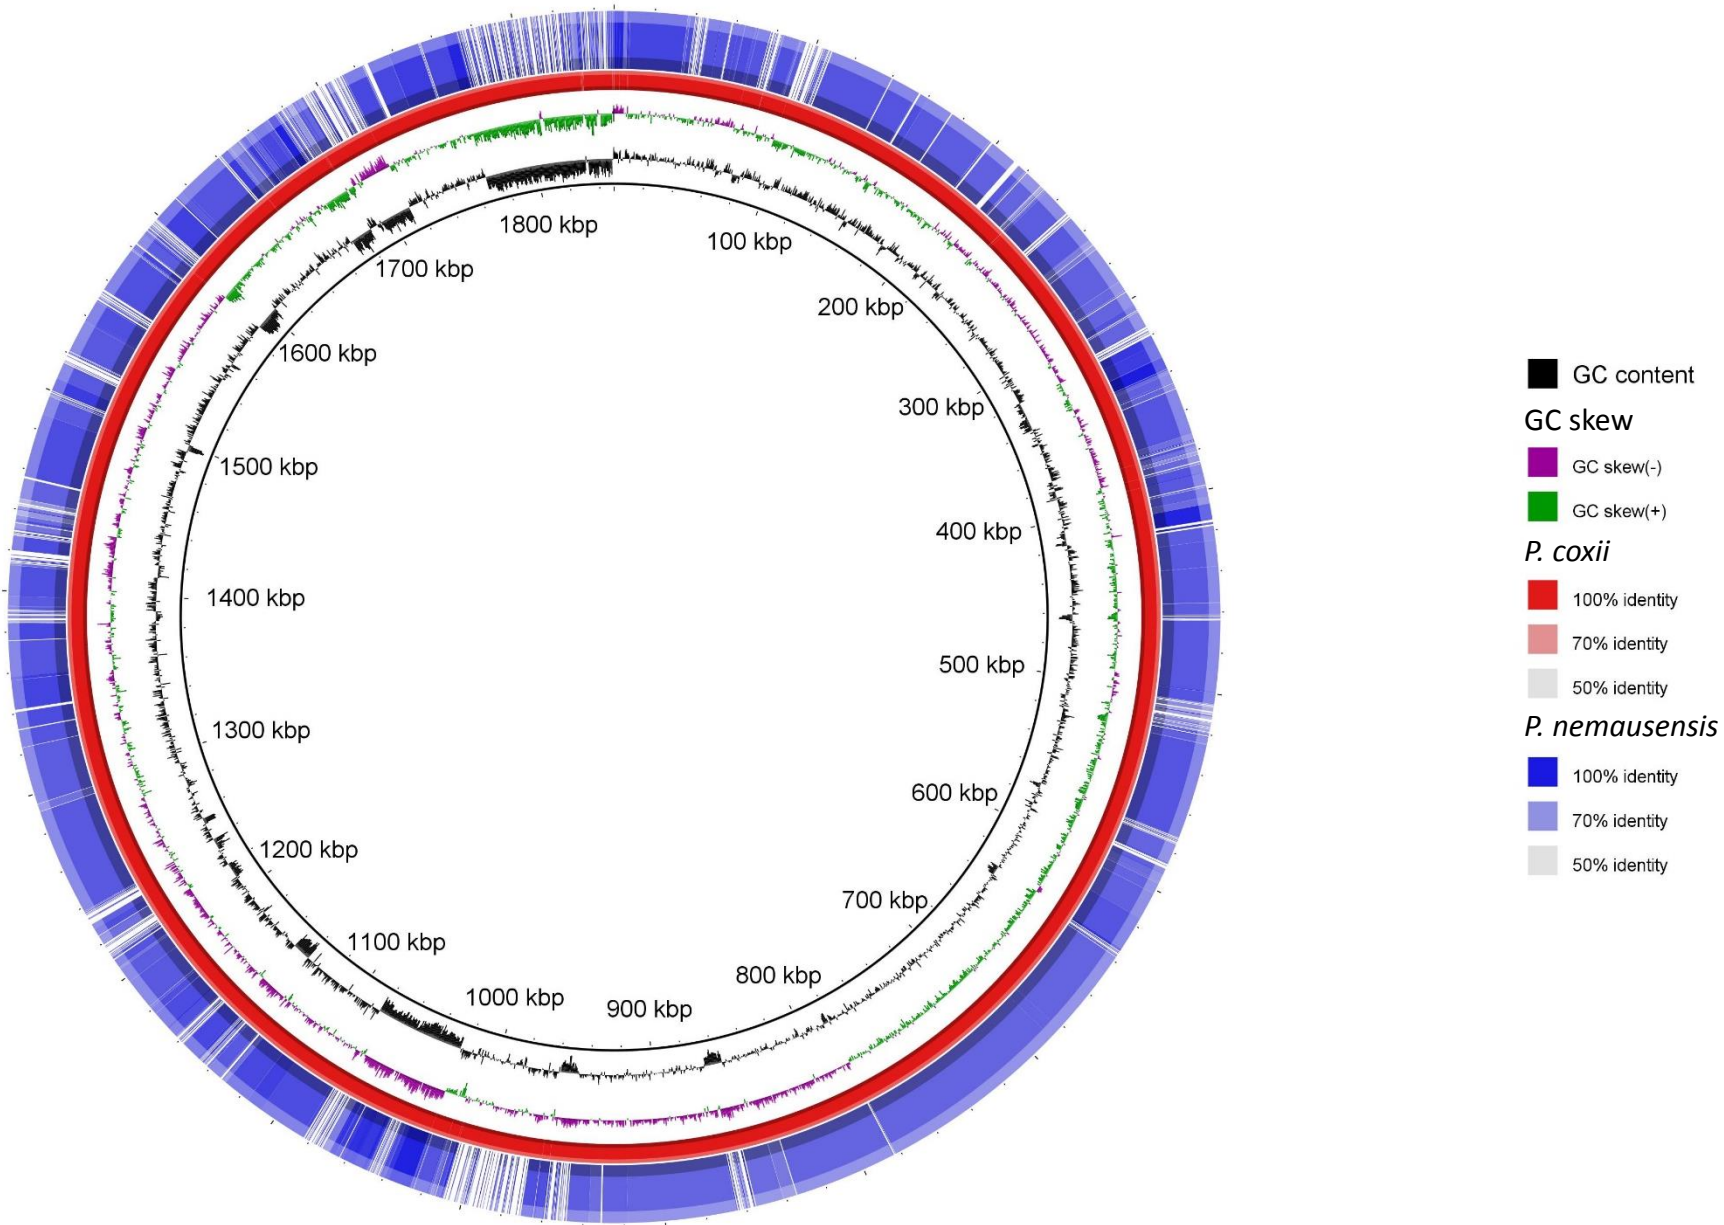 100 kbp
200 kbp
300 kbp
400 kbp
500 kbp
600 kbp
700 kbp
800 kbp
900 kbp
1000 kbp
1100 kbp
1200 kbp
1300 kbp
1400 kbp
1500 kbp
1600 kbp
1700 kbp
1800 kbp
GC content
GC skew
GC skew(-)
GC skew(+)
P. coxii
100% identity
70% identity
50% identity
P. nemausensis
100% identity
70% identity
50% identity